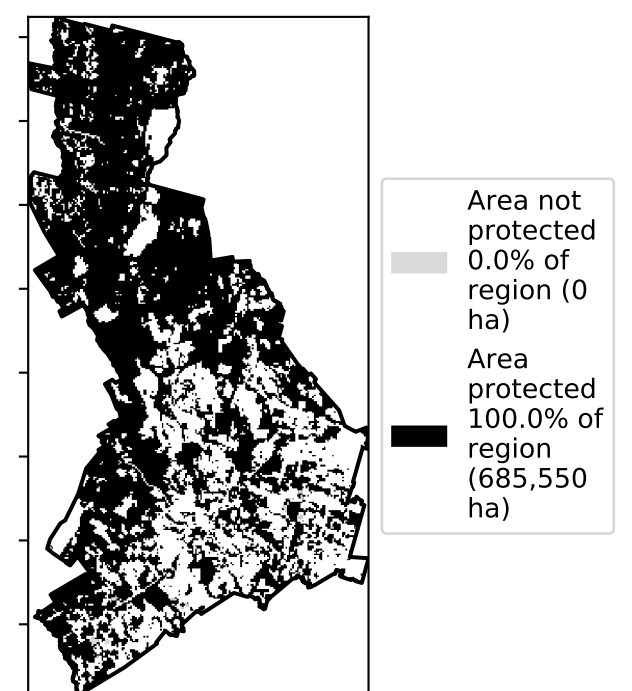 Area not
protected
0.0% of
region (0
ha)
Area
protected
100.0% of
region
(685,550
ha)